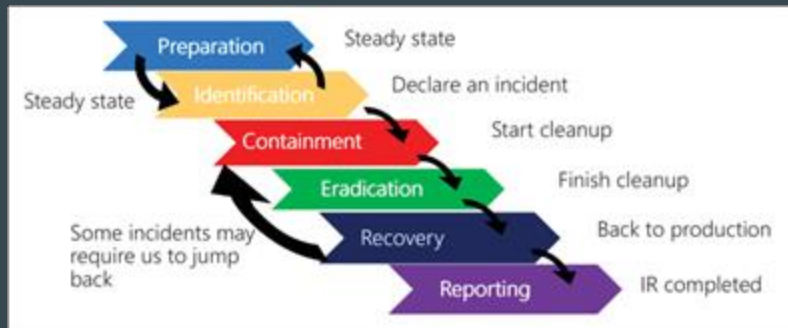 Preparation
Steady state
Steady state
Identification
Declare an incident
Containment
Start cleanup
Eradication
Finish cleanup
Some incidents may
require us to jump
back
Recovery
Back to production
Reporting
IR completed